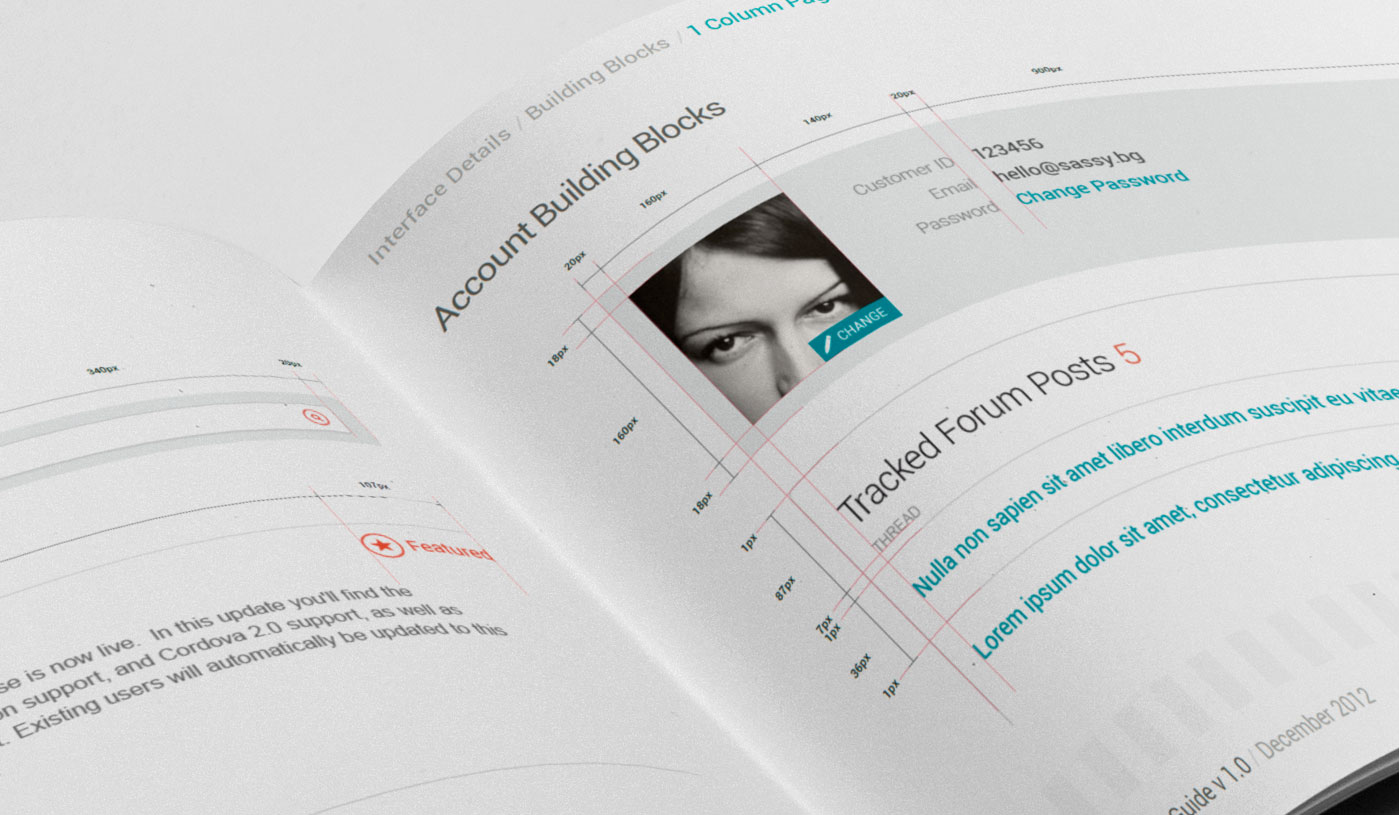 340px
20px
107px
Featured
se is now live. In this update you'll find the
on support, and Cordova 2.0 support, as well as
. Existing users will automatically be updated to this
Interface Details / Building Blocks / 1 Column Pag
Account Building Blocks
20px
160px
140px
20px
900px
18px
160px
18px
Customer ID 123456
Email hello@sassy.bg
Password Change Password
CHANGE
Tracked Forum Posts 5
THREAD
Nulla non sapien sit amet libero interdum suscipit eu vitae
Lorem ipsum dolor sit amet, consectetur adipiscing
1px
87px
7px
1px
36px
1px
Guide v 1.0 / December 2012